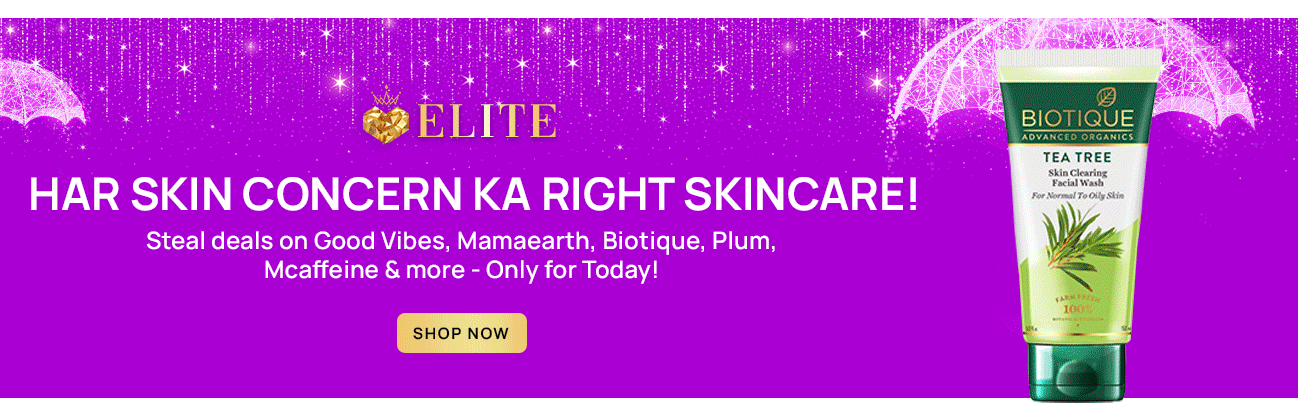 ELITE
HAR SKIN CONCERN KA RIGHT SKINCARE!
Steal deals on Good Vibes, Mamaearth, Biotique, Plum,
Mcaffeine & more - Only for Today!
SHOP NOW
BIOTIQUE
ADVANCED ORGANICS
TEA TREE
Skin Clearing
Facial Wash
For Normal To Oily Skin
FARM FRESH
100%